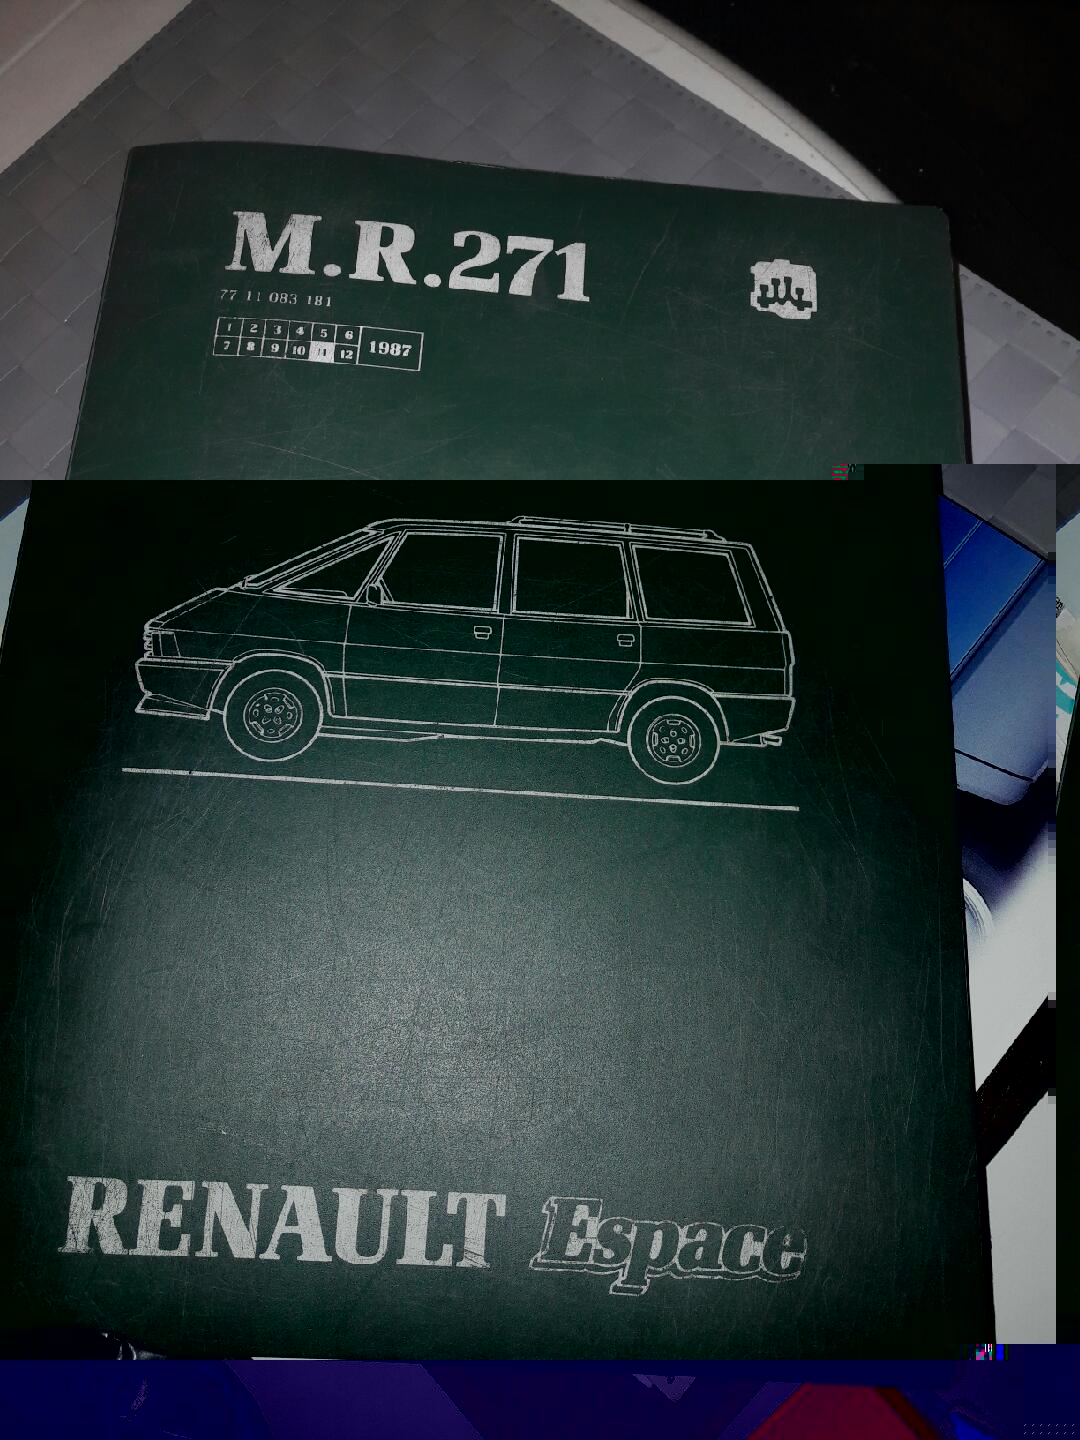 M.R.271
77 11 083 181
1 2 3 4 5 6
7 8 9 10 11 12 1987
RENAULT Espace